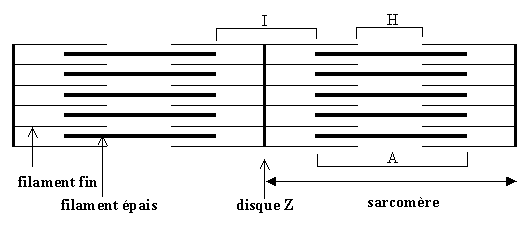 I
H
A
filament fin
filament épais
disque Z
sarcomère